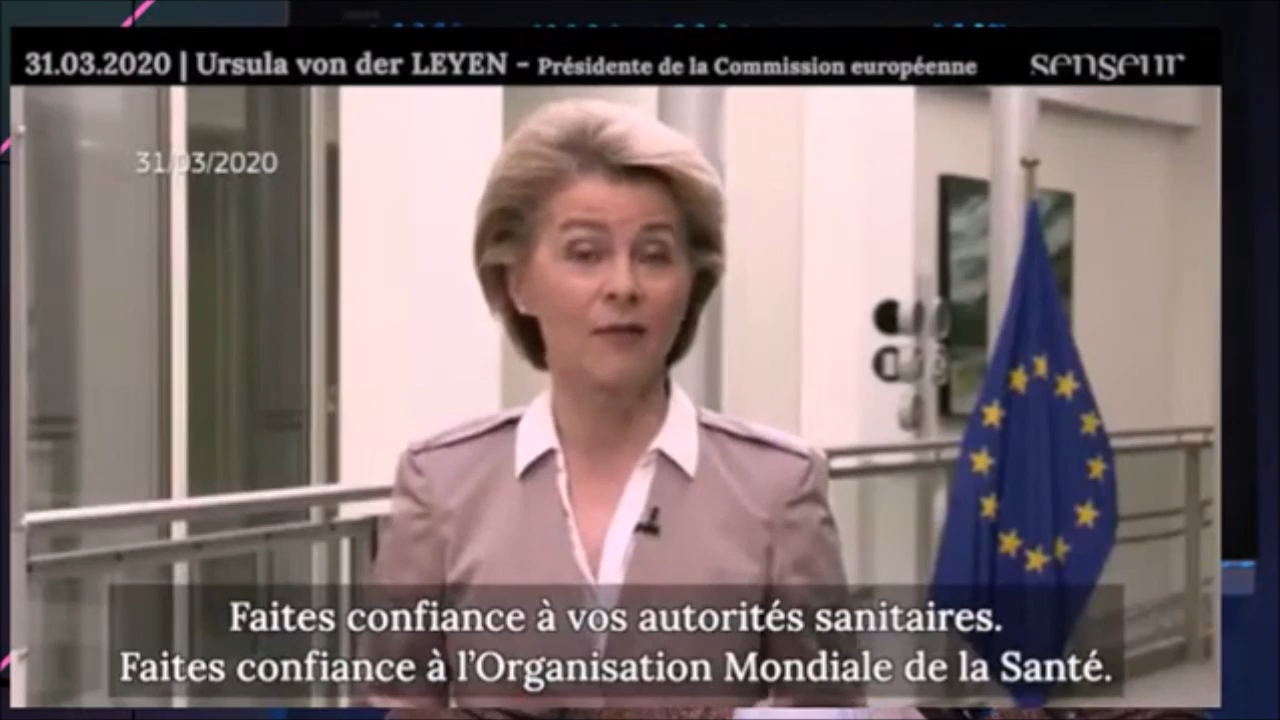 31.03.2020 | Ursula von der LEYEN - Présidente de la Commission européenne
senseur
31/03/2020
Faites confiance à vos autorités sanitaires.
Faites confiance à l'Organisation Mondiale de la Santé.